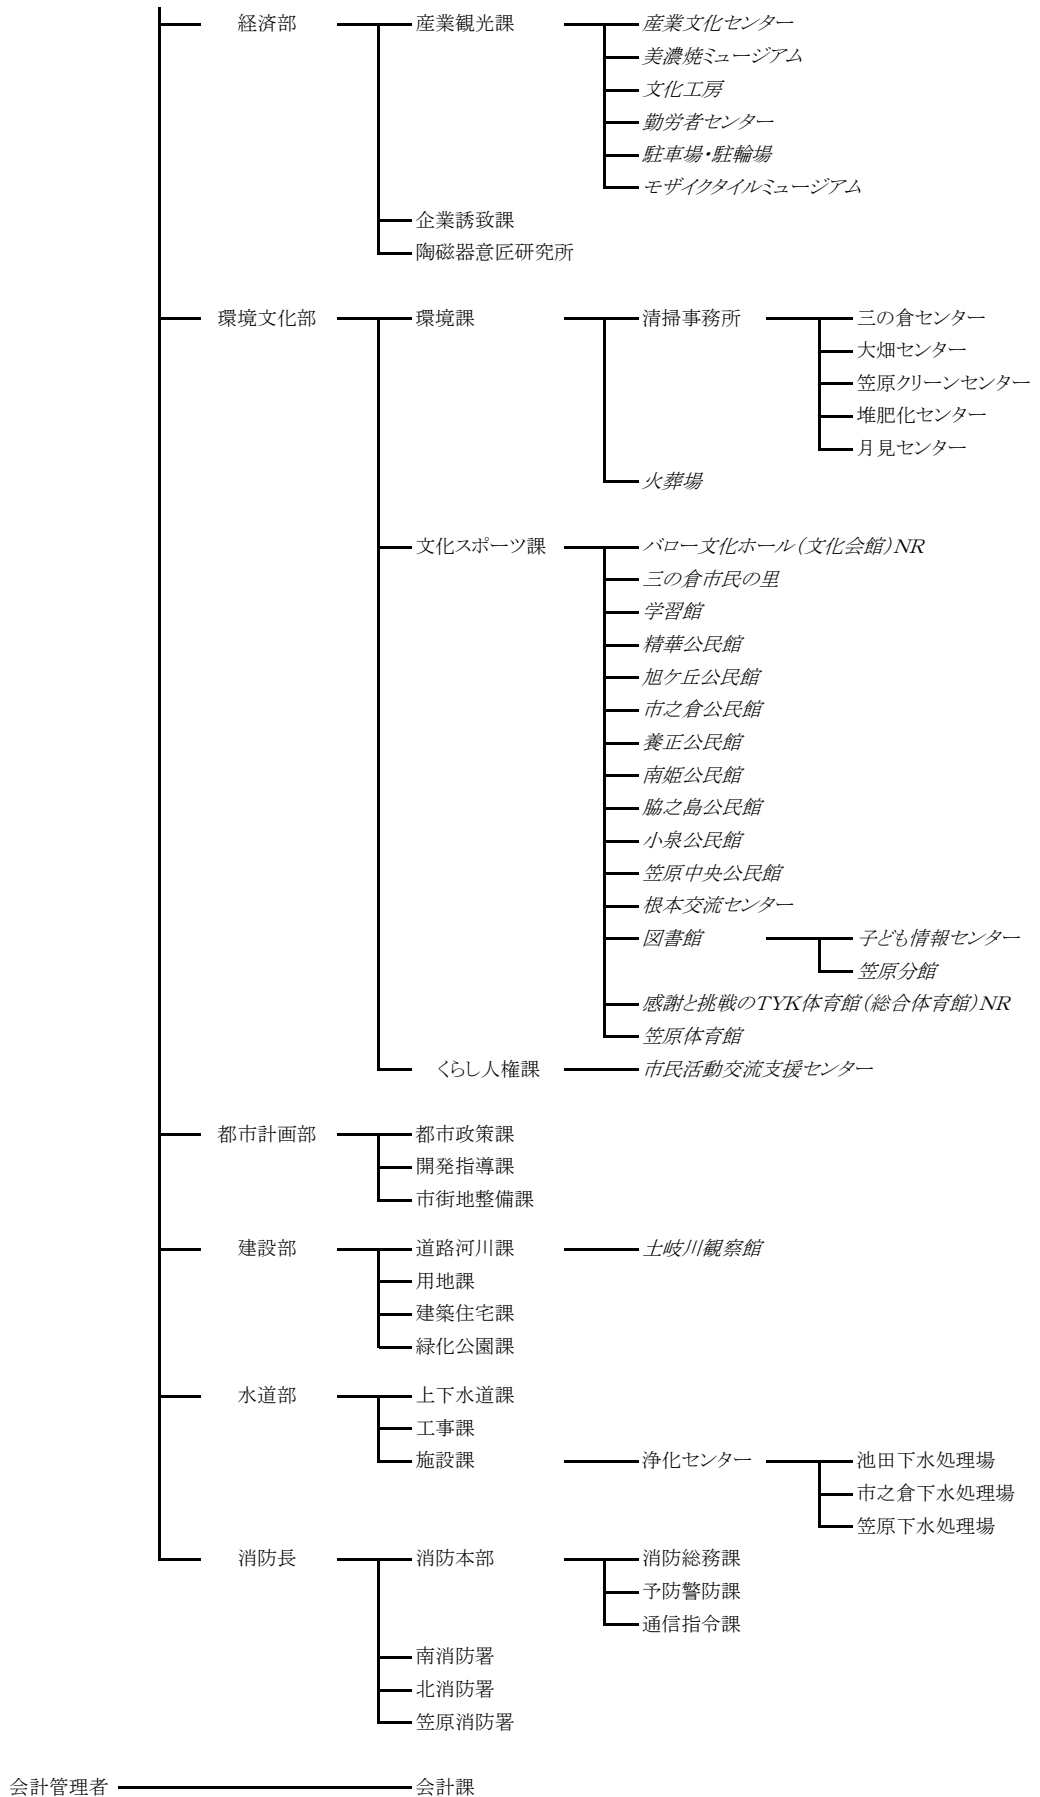 経済部 産業観光課 産業文化センター
美濃焼ミュージアム
文化工房
勤労者センター
駐車場・駐輪場
モザイクタイルミュージアム
企業誘致課
陶磁器意匠研究所
環境文化部 環境課 清掃事務所 三の倉センター
大畑センター
笠原クリーンセンター
堆肥化センター
月見センター
火葬場
文化スポーツ課 バロー文化ホール（文化会館）NR
三の倉市民の里
学習館
精華公民館
旭ケ丘公民館
市之倉公民館
養正公民館
南姫公民館
脇之島公民館
小泉公民館
笠原中央公民館
根本交流センター
図書館 子ども情報センター
笠原分館
感謝と挑戦のTYK体育館（総合体育館）NR
笠原体育館
くらし人権課 市民活動交流支援センター
都市計画部 都市政策課
開発指導課
市街地整備課
建設部 道路河川課 土岐川観察館
用地課
建築住宅課
緑化公園課
水道部 上下水道課
工事課
施設課 浄化センター 池田下水処理場
市之倉下水処理場
笠原下水処理場
消防長 消防本部 消防総務課
予防警防課
通信指令課
南消防署
北消防署
笠原消防署
会計管理者 会計課